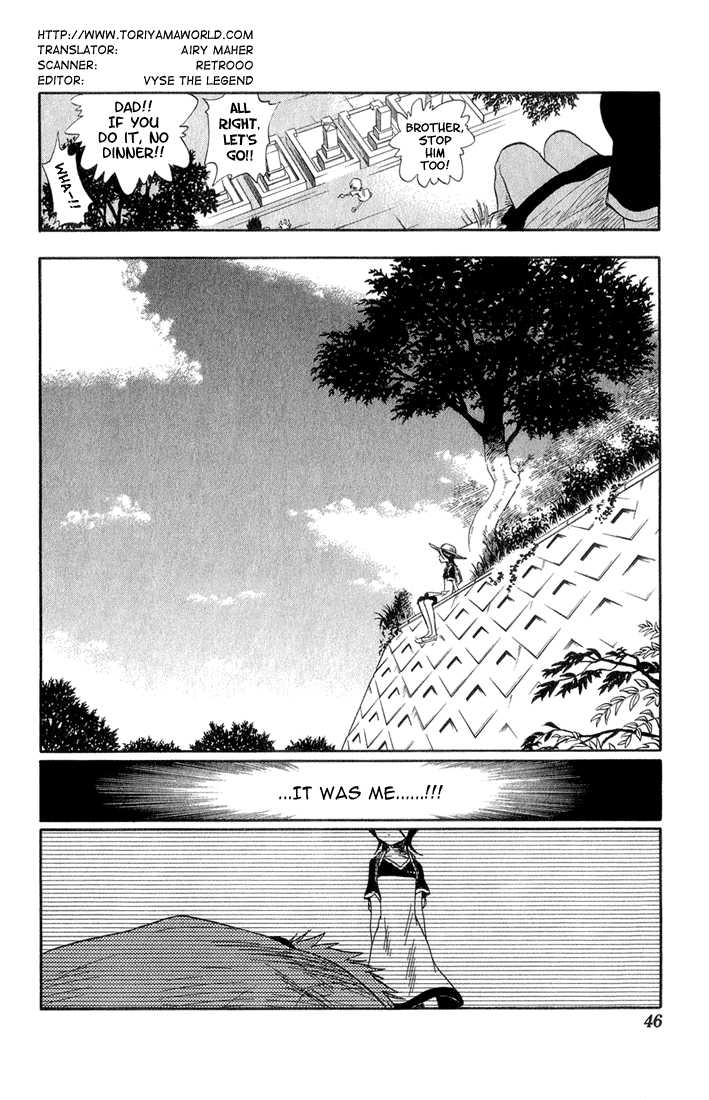 HTTP://WWW.TORIYAMAWORLD.COM
TRANSLATOR: AIRY MAHER
SCANNER: RETROOO
EDITOR: VYSE THE LEGEND
DAD!!
IF YOU
DO IT, NO
DINNER!!
WHA-!!
ALL
RIGHT,
LET'S
GO!!
BROTHER,
STOP
HIM
TOO!
...IT WAS ME......!!!
46